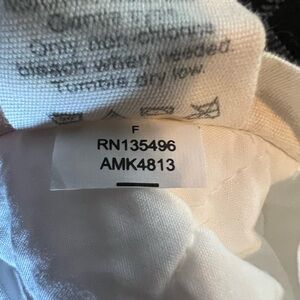 Only non-chlorine
bleach when needed.
Tumble dry low.
F
RN135496
AMK4813